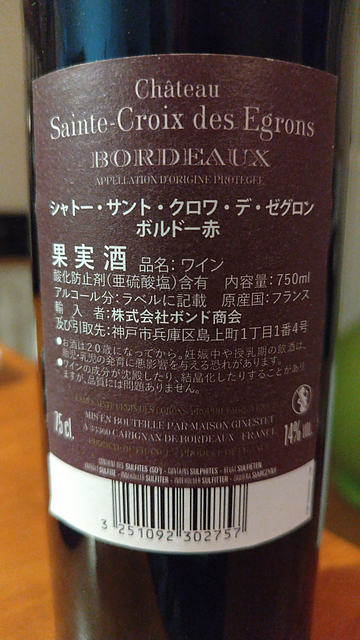 Château
Sainte-Croix des Egrons
BORDEAUX
APPELLATION D'ORIGINE PROTÉGÉE
シャトー・サント・クロワ・デ・ゼグロン
ボルドー赤
果実酒 品名：ワイン
酸化防止剤(亜硫酸塩)含有 内容量：750ml
アルコール分：ラベルに記載 原産国：フランス
輸入者：株式会社ボンド商会
及び引取先：神戸市兵庫区島上町1丁目1番4号
●お酒は20歳になってから。妊娠中や授乳期の飲酒は、
胎児・乳児の発育に悪影響を与える恐れがあります。
●ワインの成分が沈殿したり、結晶化したりすることがあり
ますが、品質には問題ありません。
MIS EN BOUTEILLE PAR MAISON GINESTET
75 cl. À 33360 CARIGNAN DE BORDEAUX - FRANCE 14% vol.
3 251092 302757